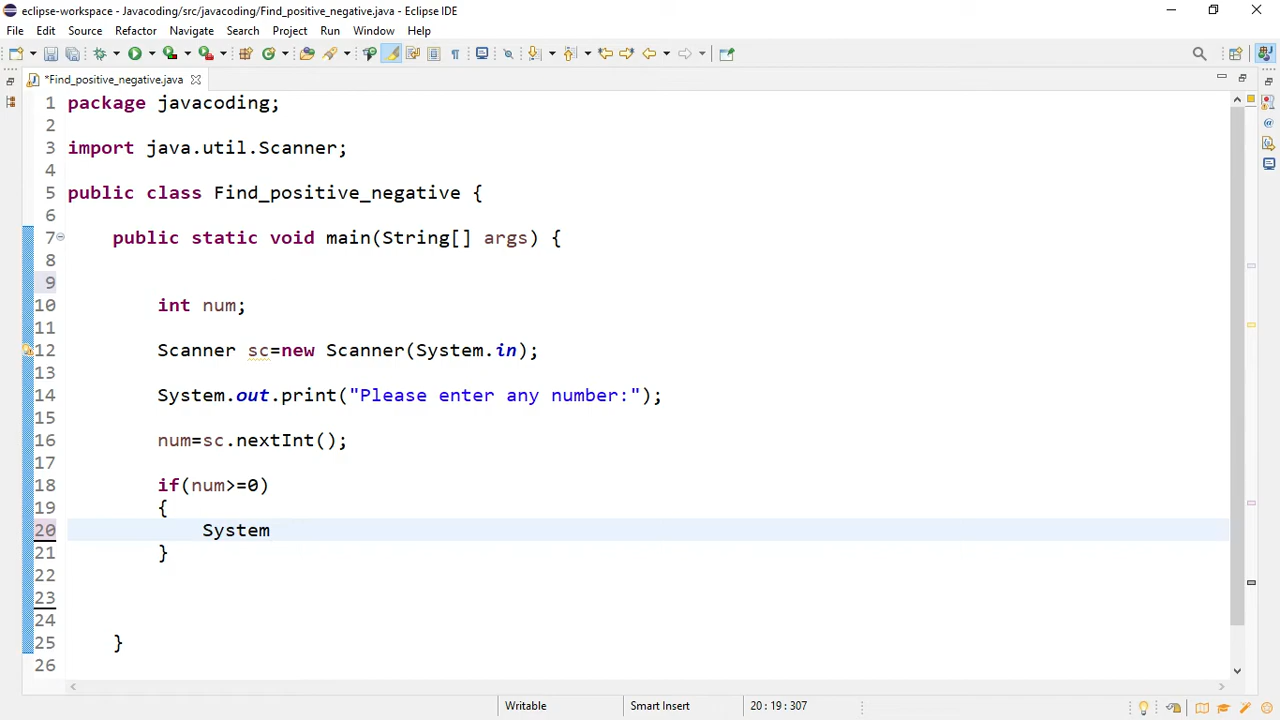 eclipse-workspace - Javacoding/src/javacoding/Find_positive_negative.java - Eclipse IDE
File Edit Source Refactor Navigate Search Project Run Window Help
*Find_positive_negative.java
1 package javacoding;
2
3 import java.util.Scanner;
4
5 public class Find_positive_negative {
6
7 public static void main(String[] args) {
8
9
10 int num;
11
12 Scanner sc=new Scanner(System.in);
13
14 System.out.print("Please enter any number:");
15
16 num=sc.nextInt();
17
18 if(num>=0)
19 {
20 System
21 }
22
23
24
25 }
26
Writable Smart Insert 20 : 19 : 307